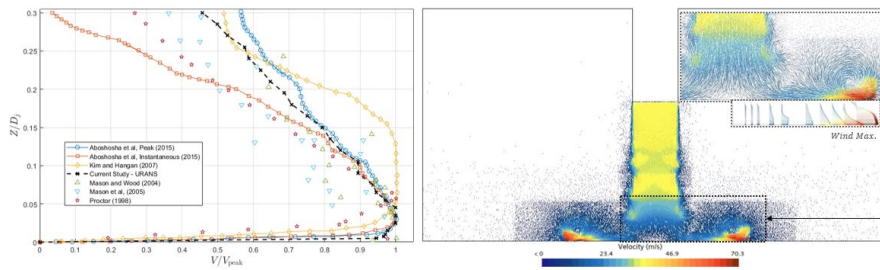 0.3
0.25
0.2
0.15
0.1
0.05
0
Z/Dj
Aboshosha et al, Peak (2015)
Aboshosha et al, Instantaneous (2015)
Kim and Hangan (2007)
Current Study - URANS
Mason and Wood (2004)
Mason et al, (2005)
Proctor (1998)
0 0.1 0.2 0.3 0.4 0.5 0.6 0.7 0.8 0.9 1
V/Vpeak
Wind Max.
Velocity (m/s)
< 0 23.4 46.9 70.3